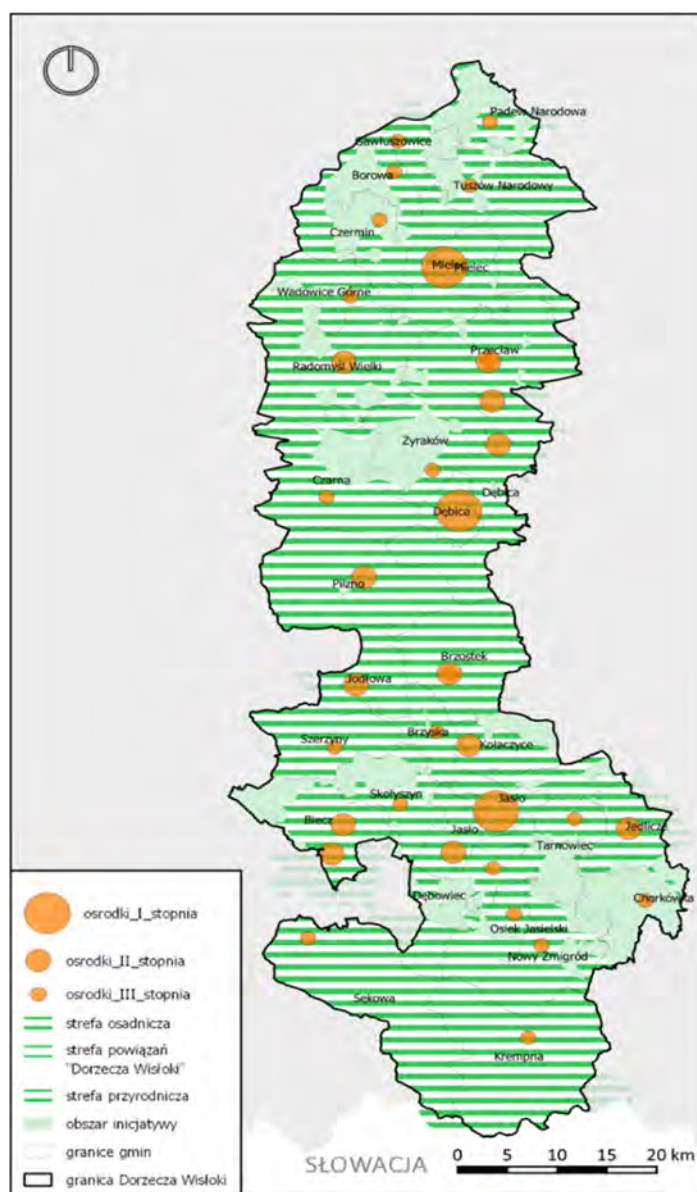 Padew Narodowa
Gawłuszowice
Borowa
Tuszów Narodowy
Czermin
Mielec
Mielec
Wadowice Górne
Przecław
Radomyśl Wielki
Żyraków
Czarna
Dębica
Dębica
Pilzno
Brzostek
Jodłowa
Brzyska
Szerzyny
Kołaczyce
Skołyszyn
Jasło
Biecz
Jasło
Jedlicze
Tarnowiec
Dębowiec
Chorkówka
Osiek Jasielski
Nowy Żmigród
Sękowa
Krempna
osrodki_I_stopnia
osrodki_II_stopnia
osrodki_III_stopnia
strefa osadnicza
strefa powiązań
"Dorzecza Wisłoki"
strefa przyrodnicza
obszar inicjatywy
granice gmin
granica Dorzecza Wisłoki
SŁOWACJA
0 5 10 15 20 km